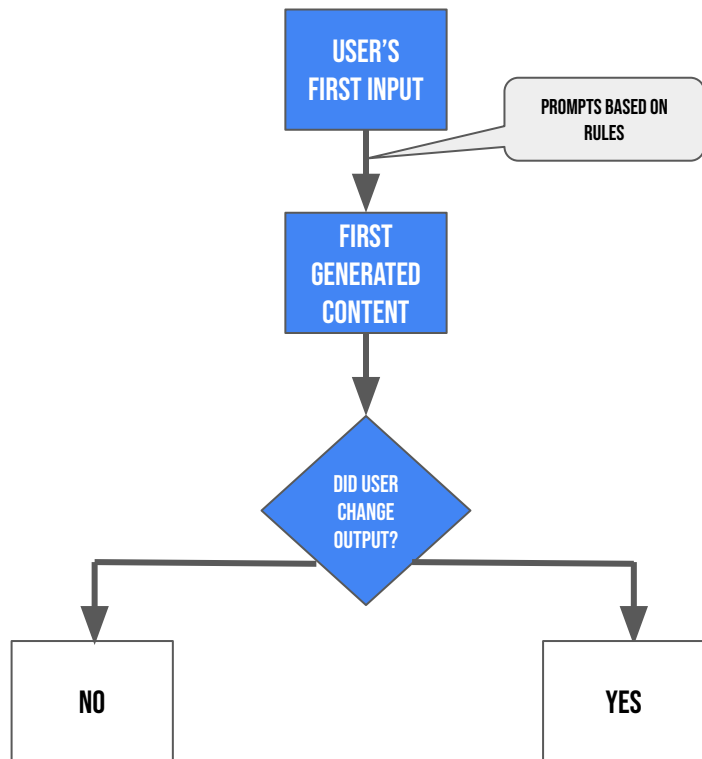 USER'S
FIRST INPUT
PROMPTS BASED ON
RULES
FIRST
GENERATED
CONTENT
DID USER
CHANGE
OUTPUT?
NO
YES